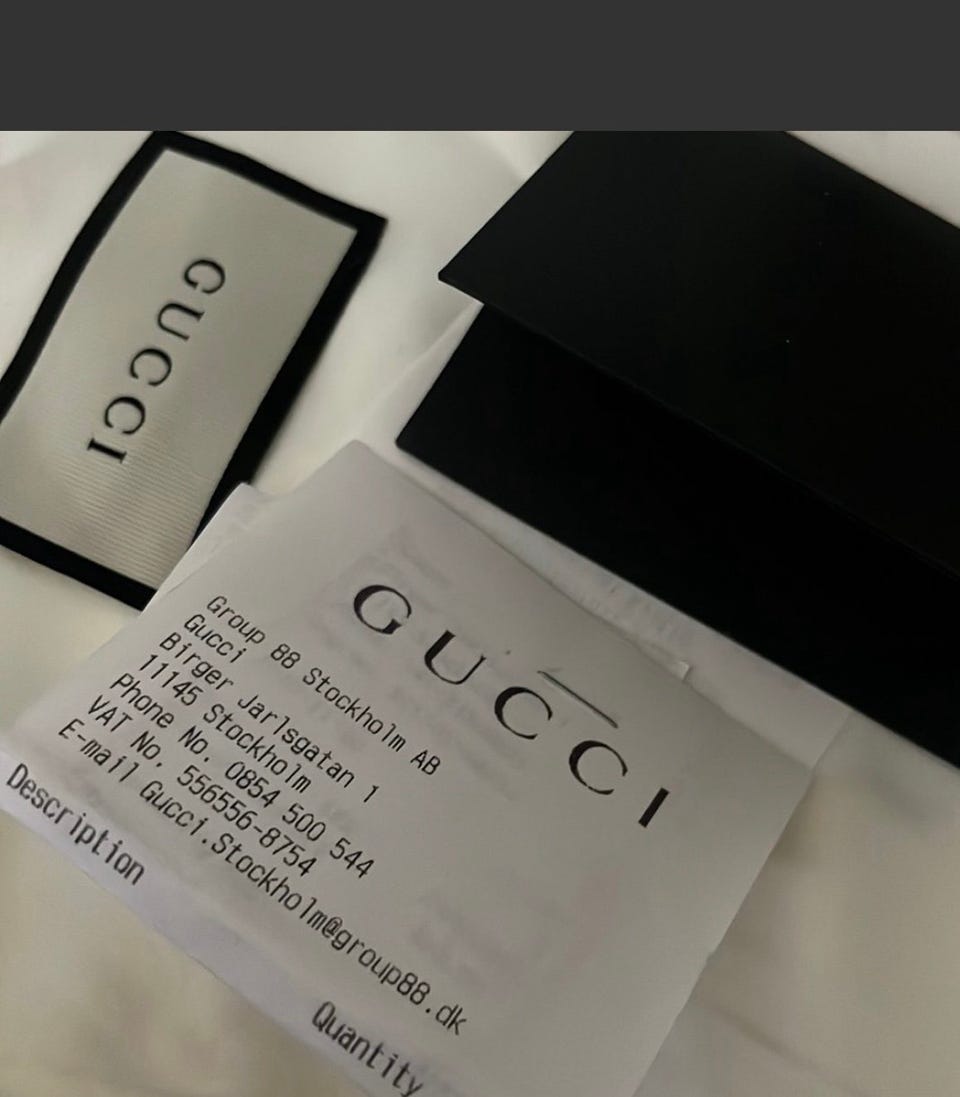 GUCCI
GUCCI
Group 88 Stockholm AB
Gucci
Birger Jarlsgatan 1
11145 Stockholm
Phone No. 0854 500 544
VAT No. 556556-8754
E-mail Gucci.Stockholm@group88.dk
Description
Quantity